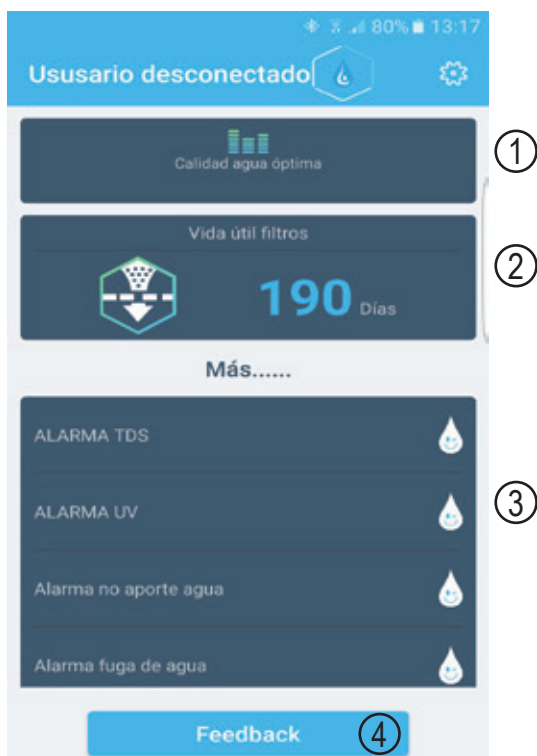 80% 13:17
Ususario desconectado
Calidad agua óptima
1
Vida útil filtros
2
190 Días
Más......
ALARMA TDS
ALARMA UV
3
Alarma no aporte agua
Alarma fuga de agua
Feedback
4